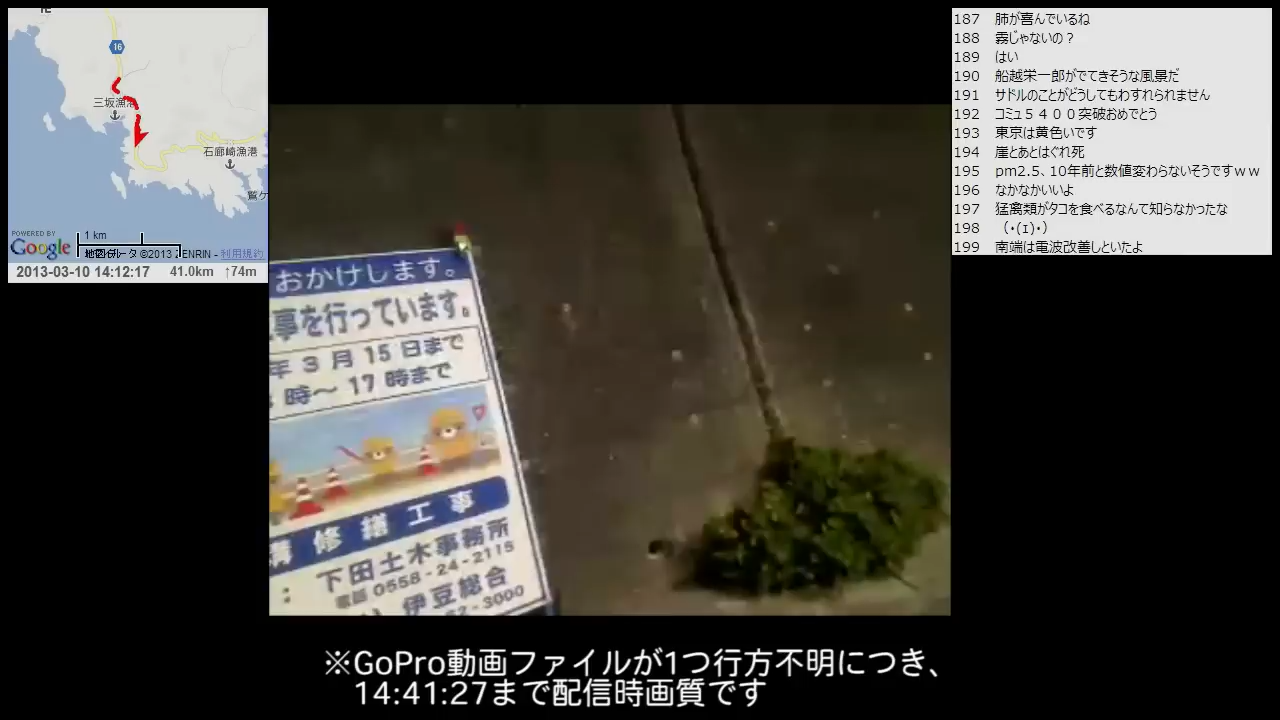 16
三坂漁港
石廊崎漁港
鷲ケ
POWERED BY
Google
1 km
地図データ ©2013 ZENRIN - 利用規約
2013-03-10 14:12:17 41.0km ↑74m
187 肺が喜んでいるね
188 霧じゃないの？
189 はい
190 船越栄一郎がでてきそうな風景だ
191 サドルのことがどうしてもわすれられません
192 コミュ５４００突破おめでとう
193 東京は黄色いです
194 崖とあとはぐれ死
195 pm2.5、10年前と数値変わらないそうですｗｗ
196 なかなかいいよ
197 猛禽類がタコを食べるなんて知らなかったな
198 （・(ｪ)・）
199 南端は電波改善しといたよ
おかけします。
事を行っています。
年 3 月 15 日まで
時～ 17 時まで
溝修繕工事
： 下田土木事務所
電話 0558-24-2115
伊豆総合
62-3000
※GoPro動画ファイルが1つ行方不明につき、
14:41:27まで配信時画質です